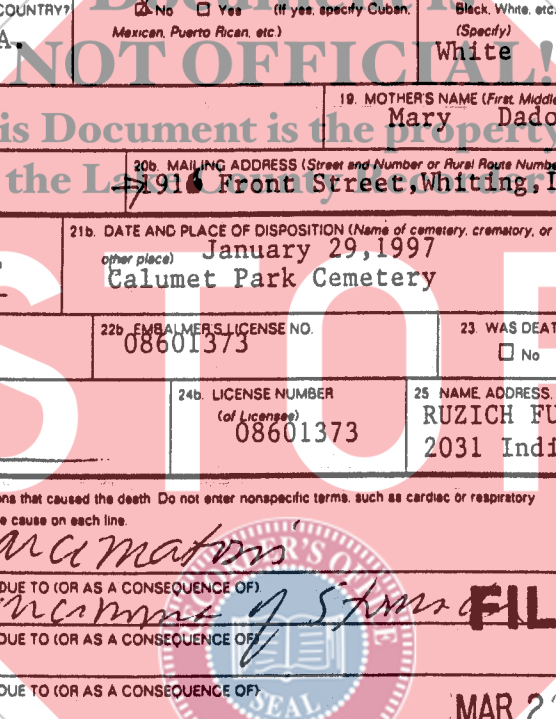 COUNTRY?
No Yes (If yes, specify Cuban, Mexican, Puerto Rican, etc.)
Black, White, etc. (Specify)
A.
White
NOT OFFICIAL!
19. MOTHER'S NAME (First, Middle
Mary Dado
is Document is the property
20b. MAILING ADDRESS (Street and Number or Rural Route Numbe
the Lake County Recorder
Front Street, Whiting, I
21b. DATE AND PLACE OF DISPOSITION (Name of cemetery, crematory, or
other place)
January 29,1997
Calumet Park Cemetery
22b EMBALMER'S LICENSE NO.
08601373
23. WAS DEAT
No
24b. LICENSE NUMBER
(of Licensee)
08601373
25 NAME, ADDRESS,
RUZICH FU
2031 Indi
STOP
ons that caused the death Do not enter nonspecific terms, such as cardiac or respiratory
e cause on each line.
DUE TO (OR AS A CONSEQUENCE OF).
of
FIL
DUE TO (OR AS A CONSEQUENCE OF)
DUE TO (OR AS A CONSEQUENCE OF)
SEAL
MAR 2